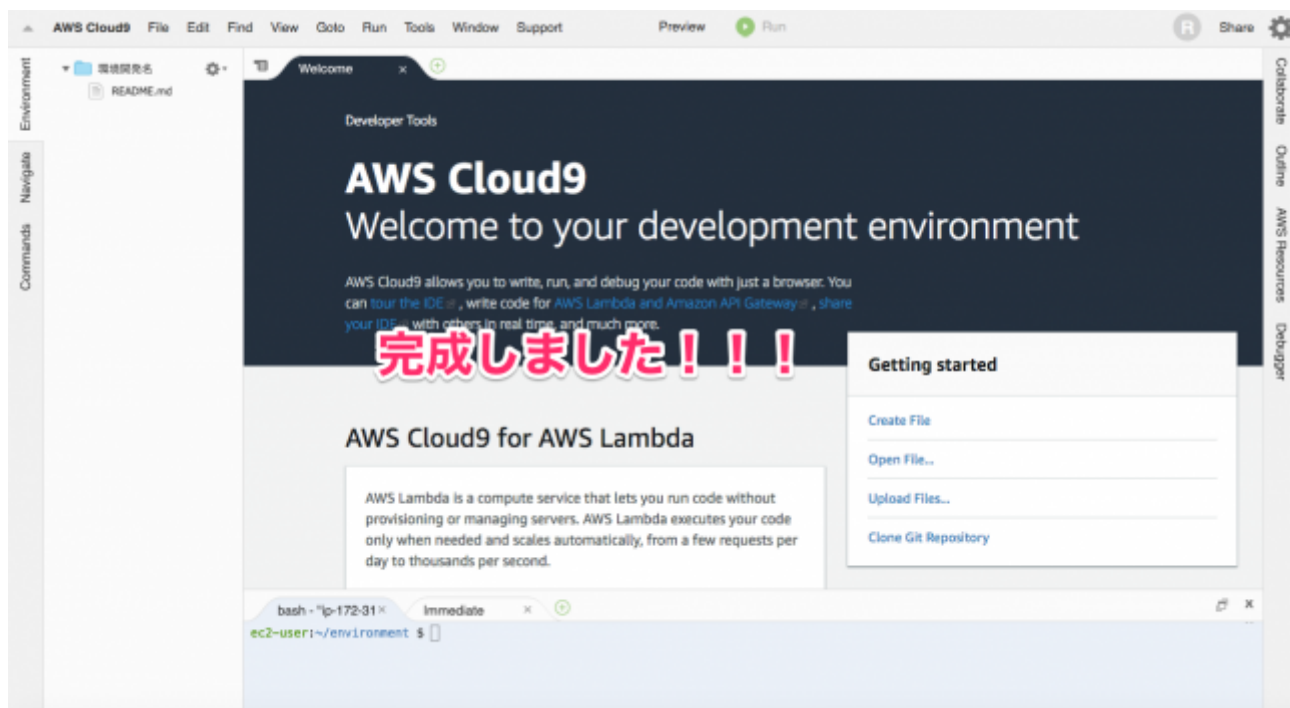 AWS Cloud9 File Edit Find View Goto Run Tools Window Support Preview Run R Share
Environment
Navigate
Commands
環境開発名
README.md
Welcome
Developer Tools
AWS Cloud9
Welcome to your development environment
AWS Cloud9 allows you to write, run, and debug your code with just a browser. You
can tour the IDE, write code for AWS Lambda and Amazon API Gateway, share
your IDE with others in real time, and much more.
完成しました！！！
Getting started
Create File
Open File...
Upload Files...
Clone Git Repository
AWS Cloud9 for AWS Lambda
AWS Lambda is a compute service that lets you run code without
provisioning or managing servers. AWS Lambda executes your code
only when needed and scales automatically, from a few requests per
day to thousands per second.
bash - "ip-172-31 Immediate
ec2-user:~/environment $
Collaborate
Outline
AWS Resources
Debugger